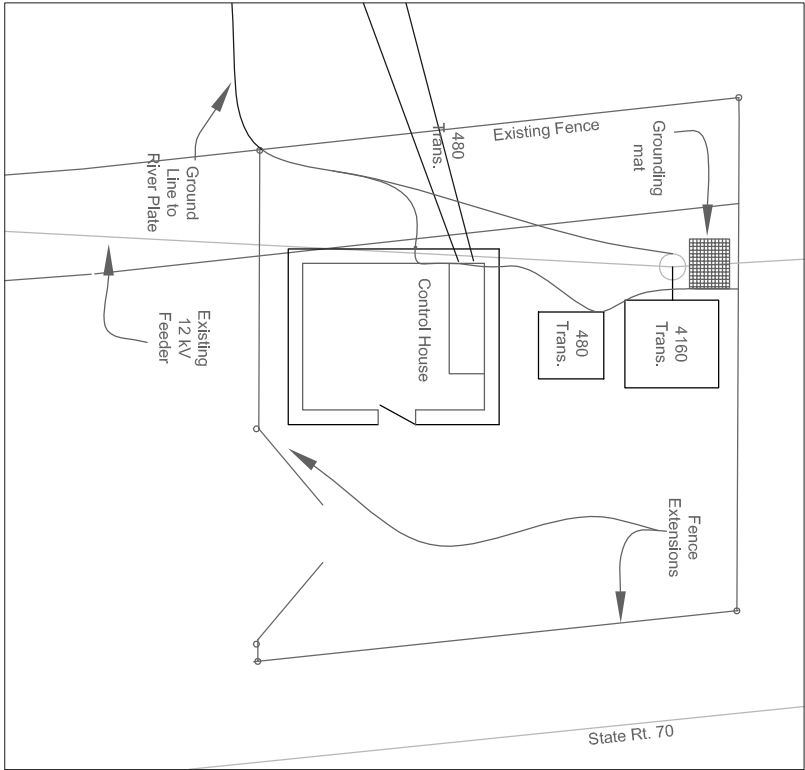 Existing Fence
480
Trans.
Grounding
mat
Ground
Line to
River Plate
Control House
Existing
12 kV
Feeder
480
Trans.
4160
Trans.
Fence
Extensions
State Rt. 70